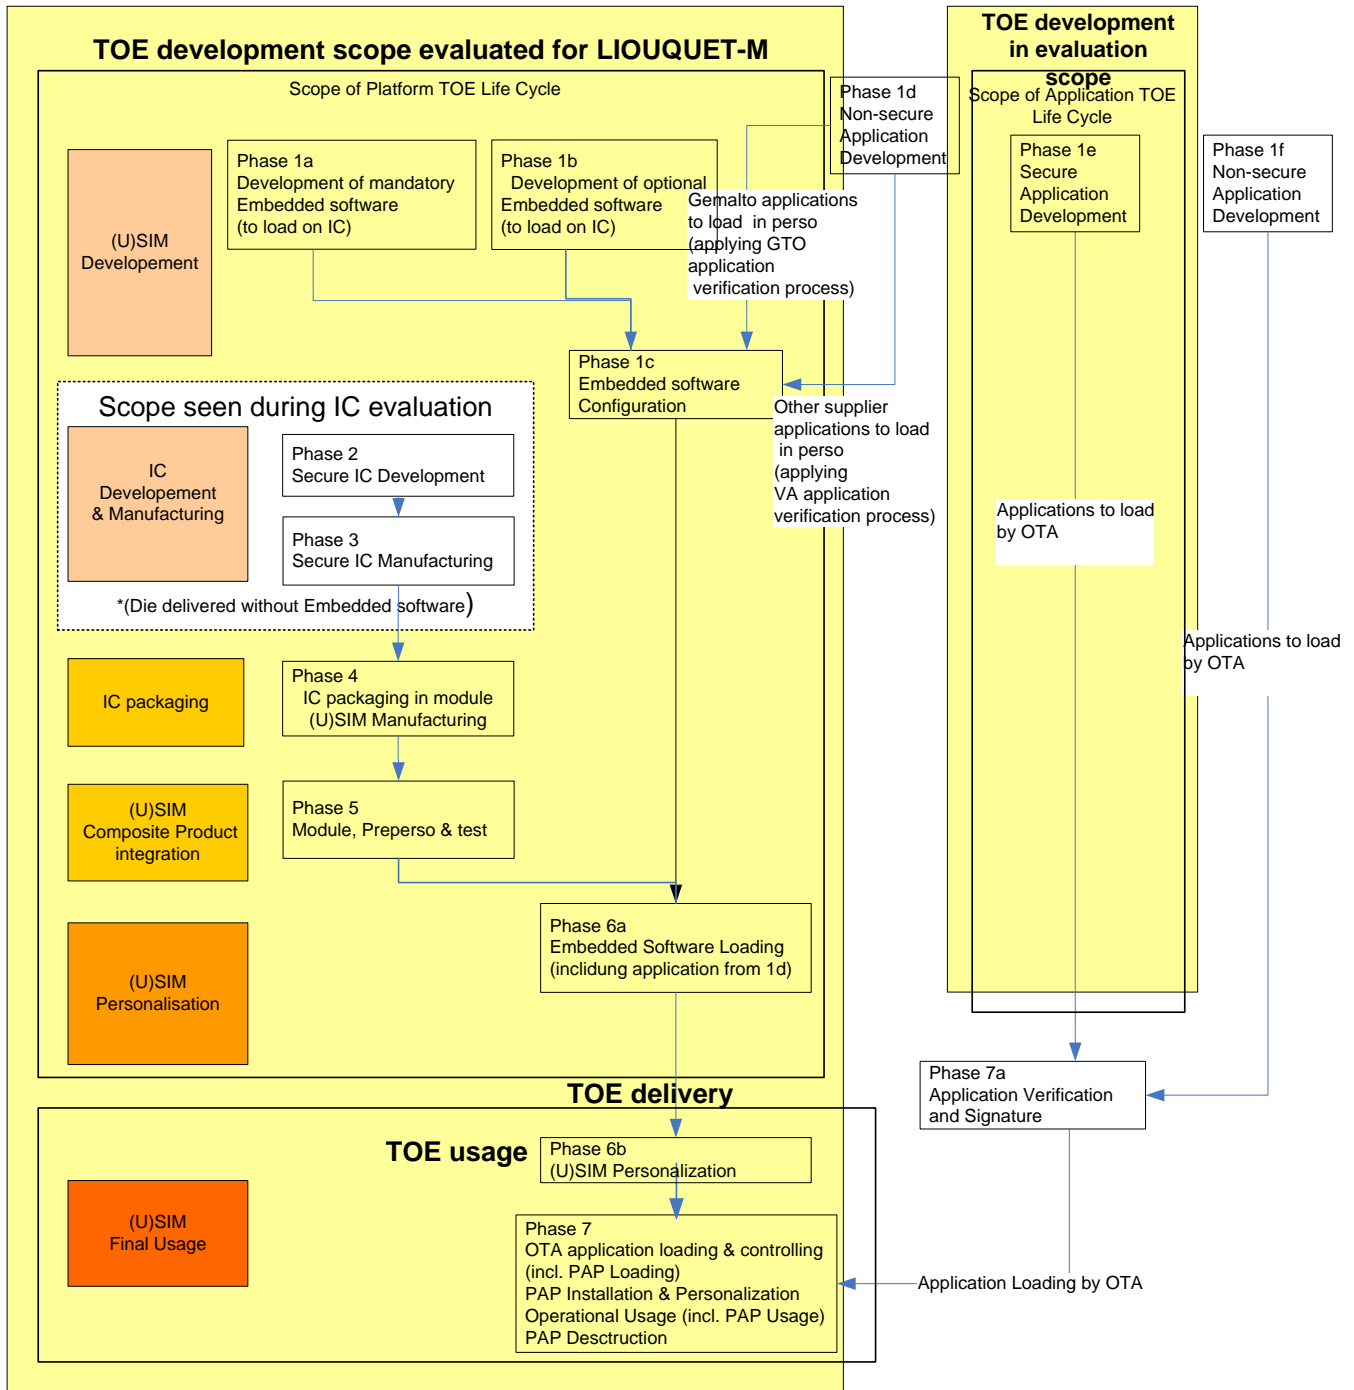 TOE development scope evaluated for LIOUQUET-M
TOE development
in evaluation
scope
Scope of Platform TOE Life Cycle
Scope of Application TOE
Life Cycle
Phase 1d
Non-secure
Application
Development
(U)SIM
Developement
Phase 1a
Development of mandatory
Embedded software
(to load on IC)
Phase 1b
Development of optional
Embedded software
(to load on IC)
Gemalto applications
to load in perso
(applying GTO
application
verification process)
Phase 1e
Secure
Application
Development
Phase 1f
Non-secure
Application
Development
Phase 1c
Embedded software
Configuration
Other supplier
applications to load
in perso
(applying
VA application
verification process)
Scope seen during IC evaluation
IC
Developement
& Manufacturing
Phase 2
Secure IC Development
Phase 3
Secure IC Manufacturing
*(Die delivered without Embedded software)
Applications to load
by OTA
Applications to load
by OTA
IC packaging
Phase 4
IC packaging in module
(U)SIM Manufacturing
(U)SIM
Composite Product
integration
Phase 5
Module, Preperso & test
(U)SIM
Personalisation
Phase 6a
Embedded Software Loading
(inclidung application from 1d)
Phase 7a
Application Verification
and Signature
TOE delivery
TOE usage
Phase 6b
(U)SIM Personalization
(U)SIM
Final Usage
Phase 7
OTA application loading & controlling
(incl. PAP Loading)
PAP Installation & Personalization
Operational Usage (incl. PAP Usage)
PAP Desctruction
Application Loading by OTA